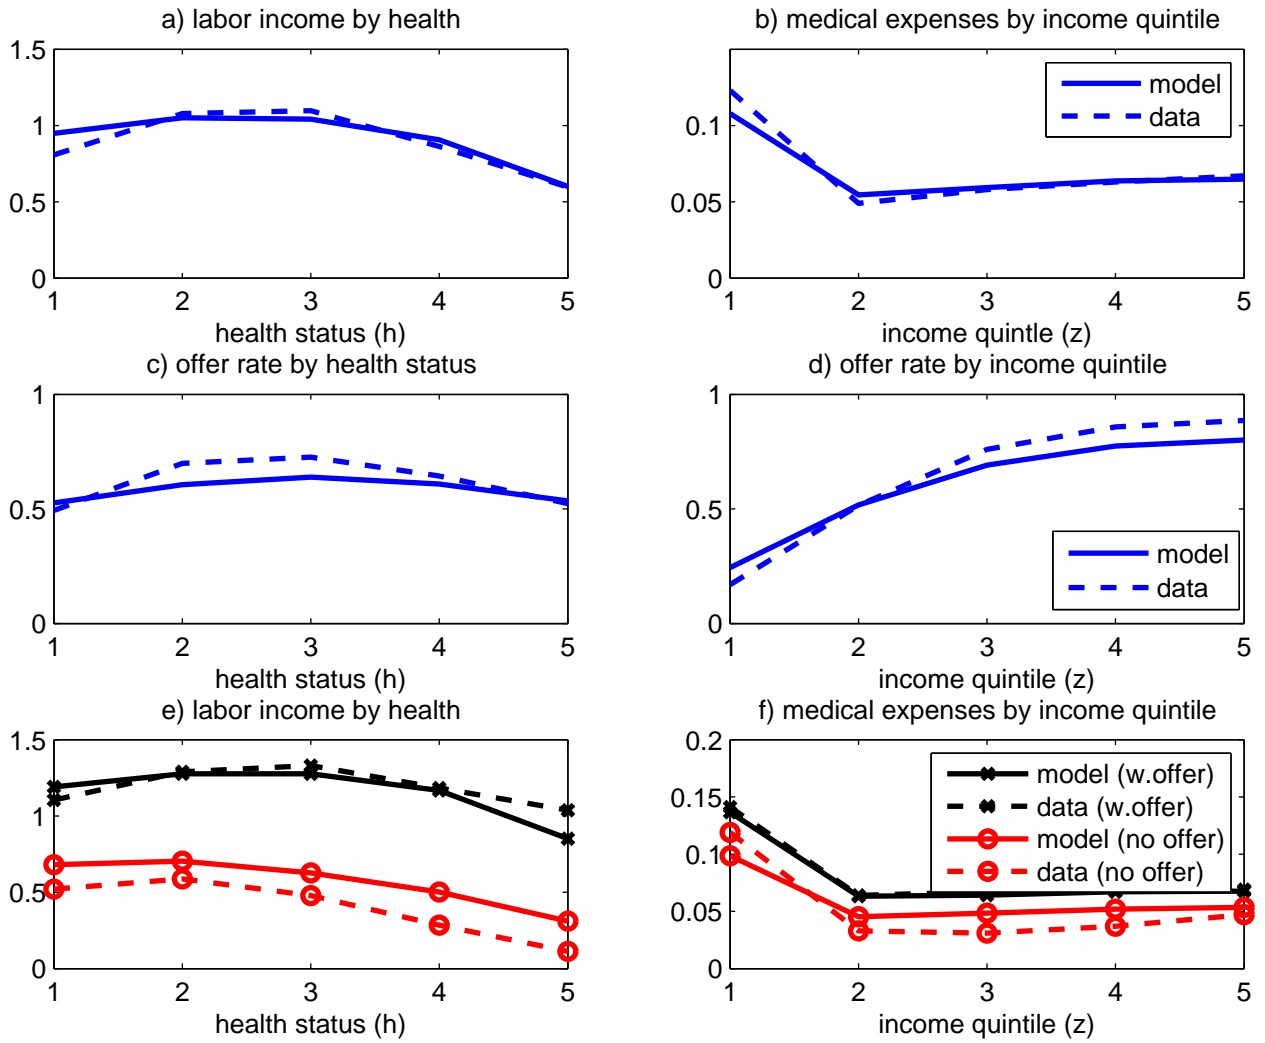 a) labor income by health
1.5
1
0.5
0
1 2 3 4 5
health status (h)
b) medical expenses by income quintile
model
data
0.1
0.05
0
1 2 3 4 5
income quintle (z)
c) offer rate by health status
1
0.5
0
1 2 3 4 5
health status (h)
d) offer rate by income quintile
1
0.5
0
model
data
1 2 3 4 5
income quintile (z)
e) labor income by health
1.5
1
0.5
0
1 2 3 4 5
health status (h)
f) medical expenses by income quintile
0.2
0.15
0.1
0.05
0
model (w.offer)
data (w.offer)
model (no offer)
data (no offer)
1 2 3 4 5
income quintile (z)